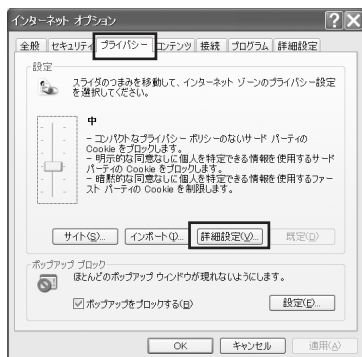 インターネット オプション
全般 セキュリティ プライバシー コンテンツ 接続 プログラム 詳細設定
設定
スライダのつまみを移動して、インターネット ゾーンのプライバシー設定
を選択してください。
中
- コンパクトなプライバシー ポリシーのないサード パーティの
Cookie をブロックします。
- 明示的な同意なしに個人を特定できる情報を使用するサード
パーティの Cookie をブロックします。
- 暗黙的な同意なしに個人を特定できる情報を使用するファー
スト パーティの Cookie を制限します。
サイト(S)... インポート(I)... 詳細設定(V)... 既定(D)
ポップアップ ブロック
ほとんどのポップアップ ウィンドウが現れないようにします。
ポップアップをブロックする(B) 設定(E)...
OK キャンセル 適用(A)